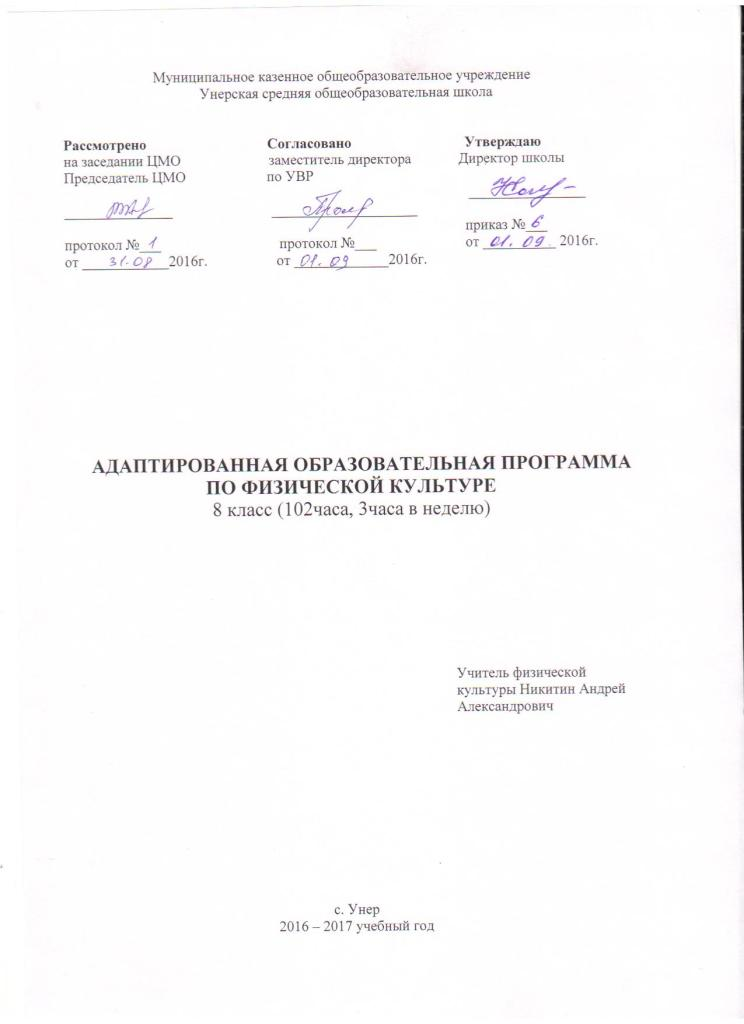 Муниципальное казенное общеобразовательное учреждение
Унерская средняя общеобразовательная школа
Рассмотрено
на заседании ЦМО
Председатель ЦМО
протокол № 1
от 31.08 2016г.
Согласовано
заместитель директора
по УВР
протокол №___
от 01.09 2016г.
Утверждаю
Директор школы
приказ № 6
от 01.09. 2016г.
АДАПТИРОВАННАЯ ОБРАЗОВАТЕЛЬНАЯ ПРОГРАММА
ПО ФИЗИЧЕСКОЙ КУЛЬТУРЕ
8 класс (102часа, 3часа в неделю)
Учитель физической
культуры Никитин Андрей
Александрович
с. Унер
2016 – 2017 учебный год